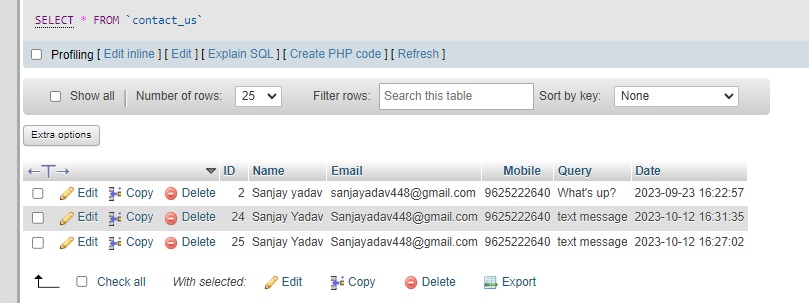 SELECT * FROM `contact_us`
Profiling [ Edit inline ] [ Edit ] [ Explain SQL ] [ Create PHP code ] [ Refresh ]
Show all Number of rows: 25 Filter rows: Search this table Sort by key: None
Extra options
ID Name Email Mobile Query Date
Edit Copy Delete 2 Sanjay yadav sanjayadav448@gmail.com 9625222640 What's up? 2023-09-23 16:22:57
Edit Copy Delete 24 Sanjay Yadav Sanjayadav448@gmail.com 9625222640 text message 2023-10-12 16:31:35
Edit Copy Delete 25 Sanjay Yadav Sanjayadav448@gmail.com 9625222640 text message 2023-10-12 16:27:02
Check all With selected: Edit Copy Delete Export